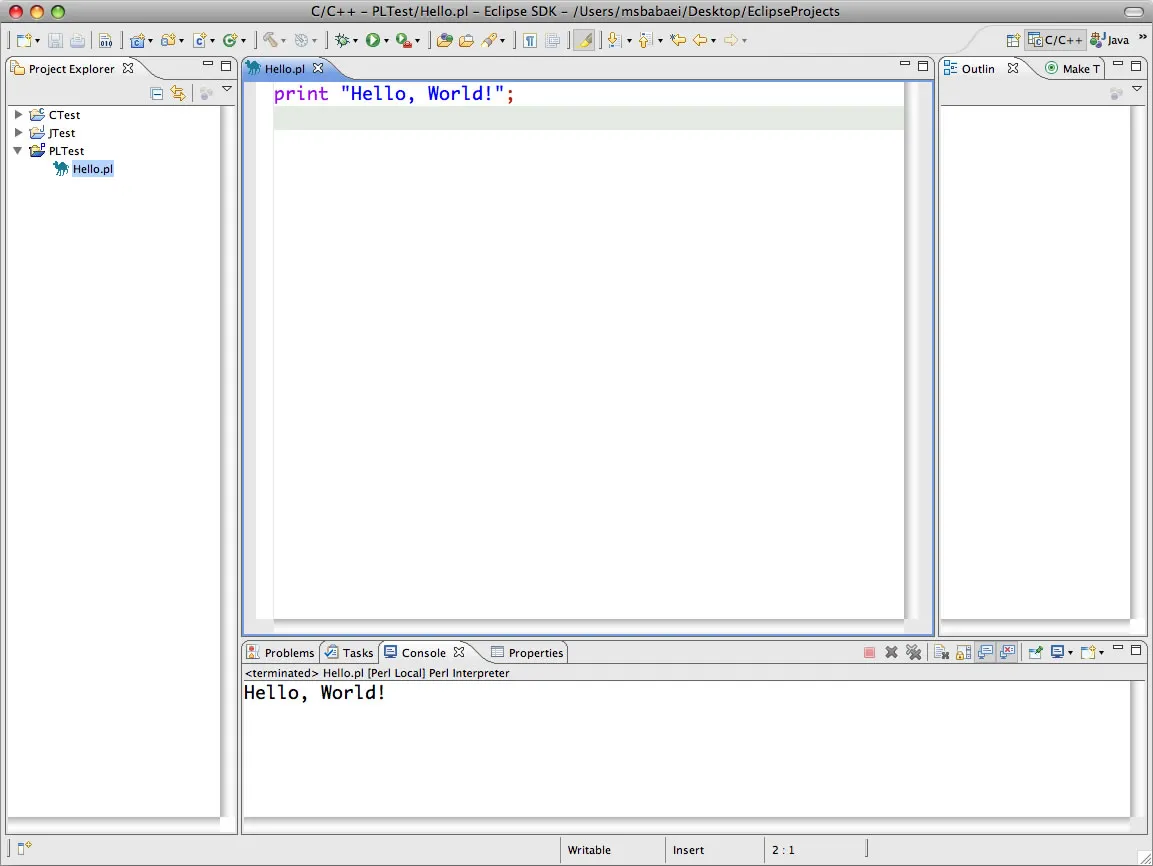 C/C++ – PLTest/Hello.pl – Eclipse SDK – /Users/msbabaei/Desktop/EclipseProjects
010
C/C++ Java »
Project Explorer
Hello.pl
Outlin Make T
CTest
JTest
PLTest
Hello.pl
print "Hello, World!";
Problems Tasks Console Properties
<terminated> Hello.pl [Perl Local] Perl Interpreter
Hello, World!
Writable Insert 2 : 1